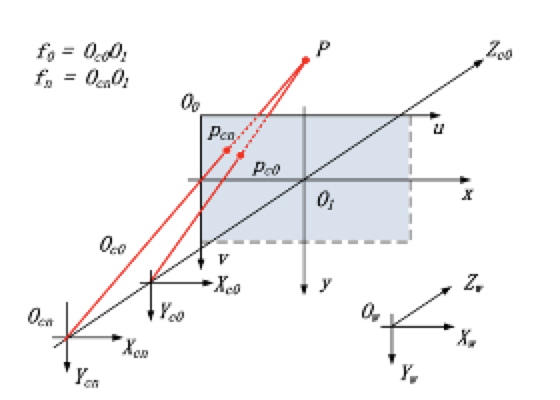 f0 = Oc0O1
fn = OcnO1
P
Zc0
O0
u
pcn
pc0
x
O1
Oc0
v
Xc0
y
Yc0
Ocn
Xcn
Ycn
Zw
Ow
Xw
Yw